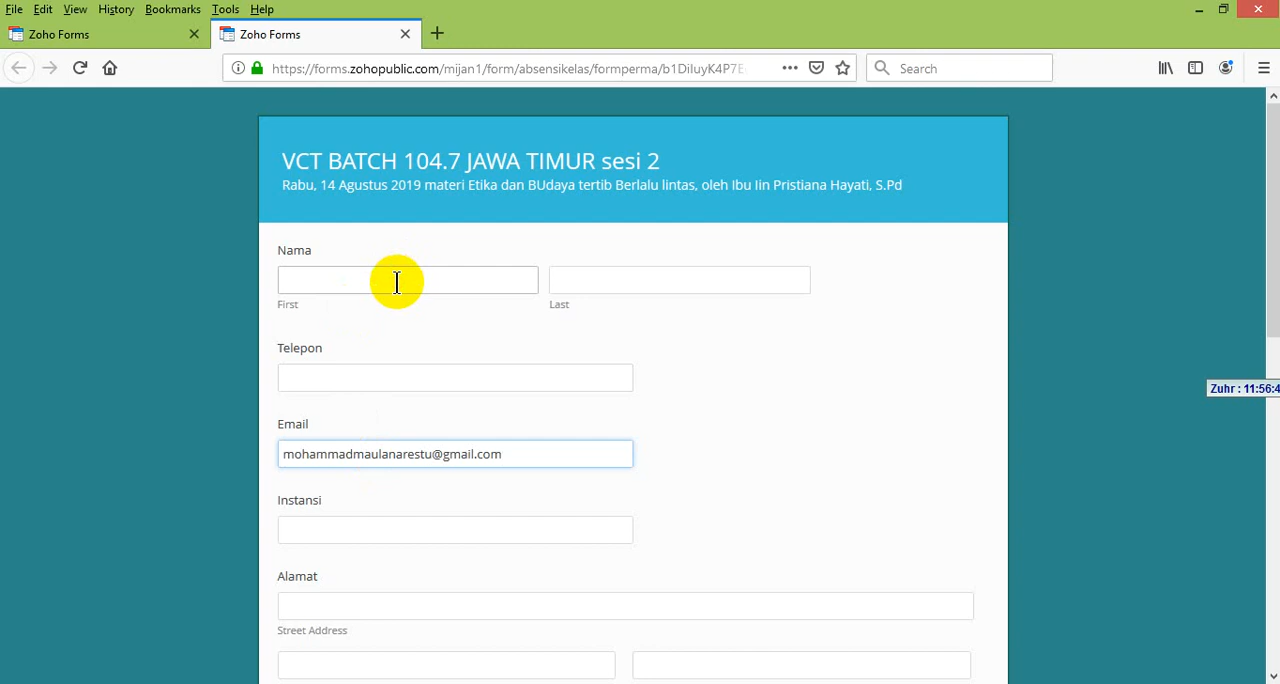 File Edit View History Bookmarks Tools Help
Zoho Forms
Zoho Forms
https://forms.zohopublic.com/mijan1/form/absensikelas/formperma/b1DiluyK4P7E
Search
VCT BATCH 104.7 JAWA TIMUR sesi 2
Rabu, 14 Agustus 2019 materi Etika dan BUdaya tertib Berlalu lintas, oleh Ibu Iin Pristiana Hayati, S.Pd
Nama
First Last
Telepon
Zuhr : 11:56:4
Email
mohammadmaulanarestu@gmail.com
Instansi
Alamat
Street Address